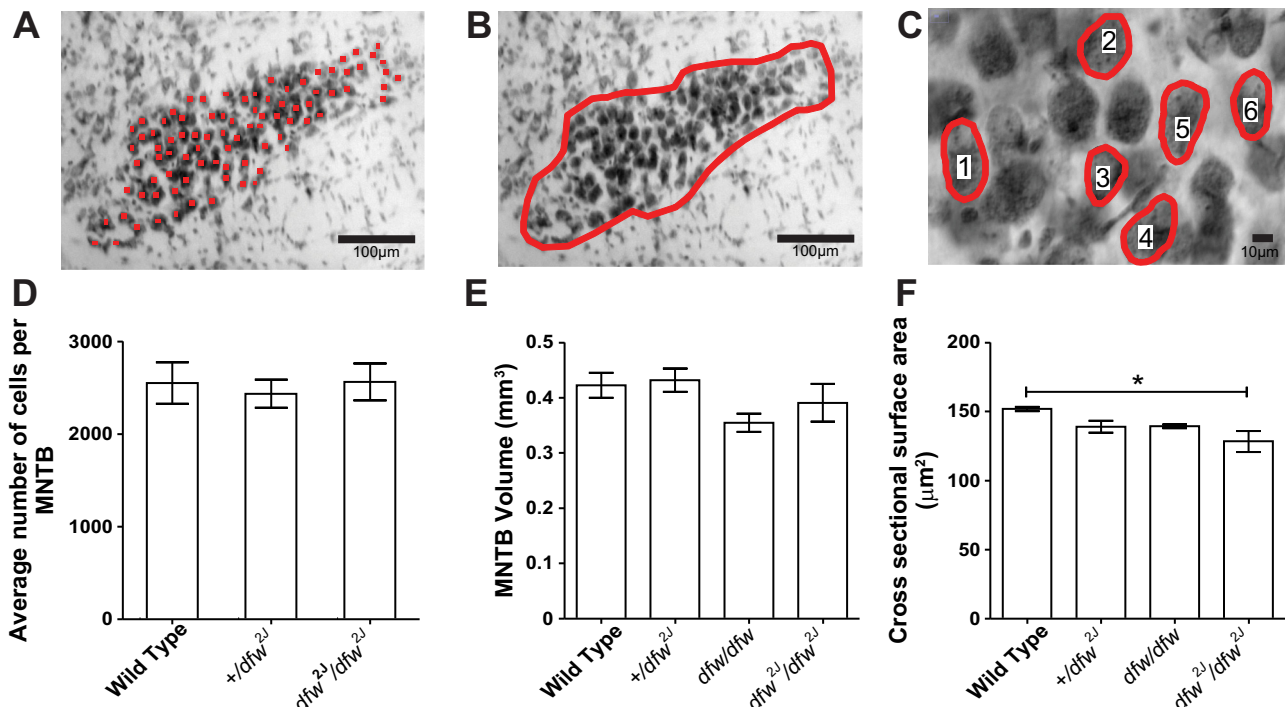 A
B
C
100µm
100µm
1
2
3
4
5
6
10µm
D
E
F
Average number of cells per
MNTB
3000
2000
1000
0
Wild Type
+/dfw²ᴶ
dfw²ᴶ/dfw²ᴶ
MNTB Volume (mm³)
0.5
0.4
0.3
0.2
0.1
0
Wild Type
+/dfw²ᴶ
dfw/dfw
dfw²ᴶ/dfw²ᴶ
Cross sectional surface area
(µm²)
200
150
100
50
0
*
Wild Type
+/dfw²ᴶ
dfw/dfw
dfw²ᴶ/dfw²ᴶ